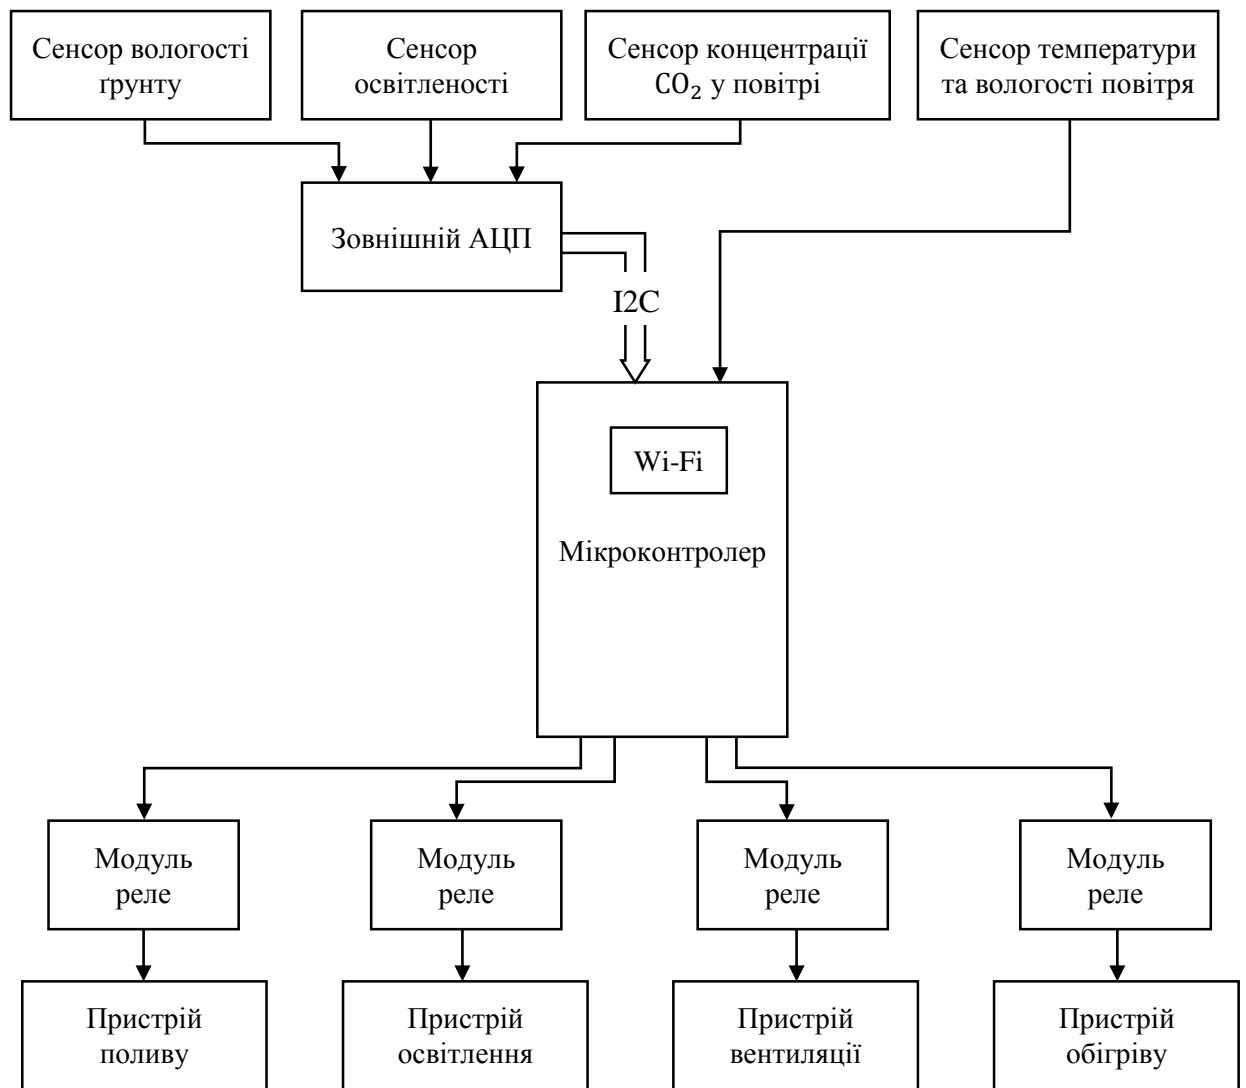 Сенсор вологості
ґрунту
Сенсор
освітленості
Сенсор концентрації
CO₂ у повітрі
Сенсор температури
та вологості повітря
Зовнішній АЦП
I2C
Wi-Fi
Мікроконтролер
Модуль
реле
Модуль
реле
Модуль
реле
Модуль
реле
Пристрій
поливу
Пристрій
освітлення
Пристрій
вентиляції
Пристрій
обігріву